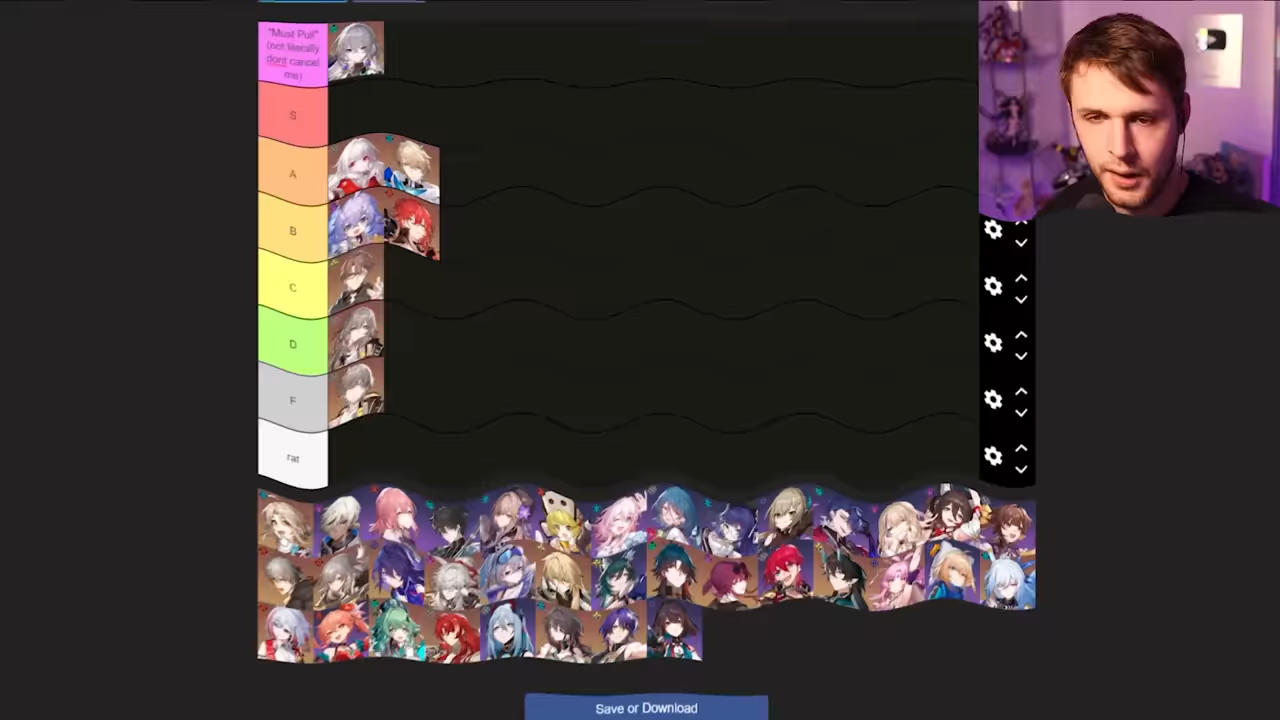 "Must Pull"
(not literally
dont cancel
me)
S
A
B
C
D
F
rat
Save or Download